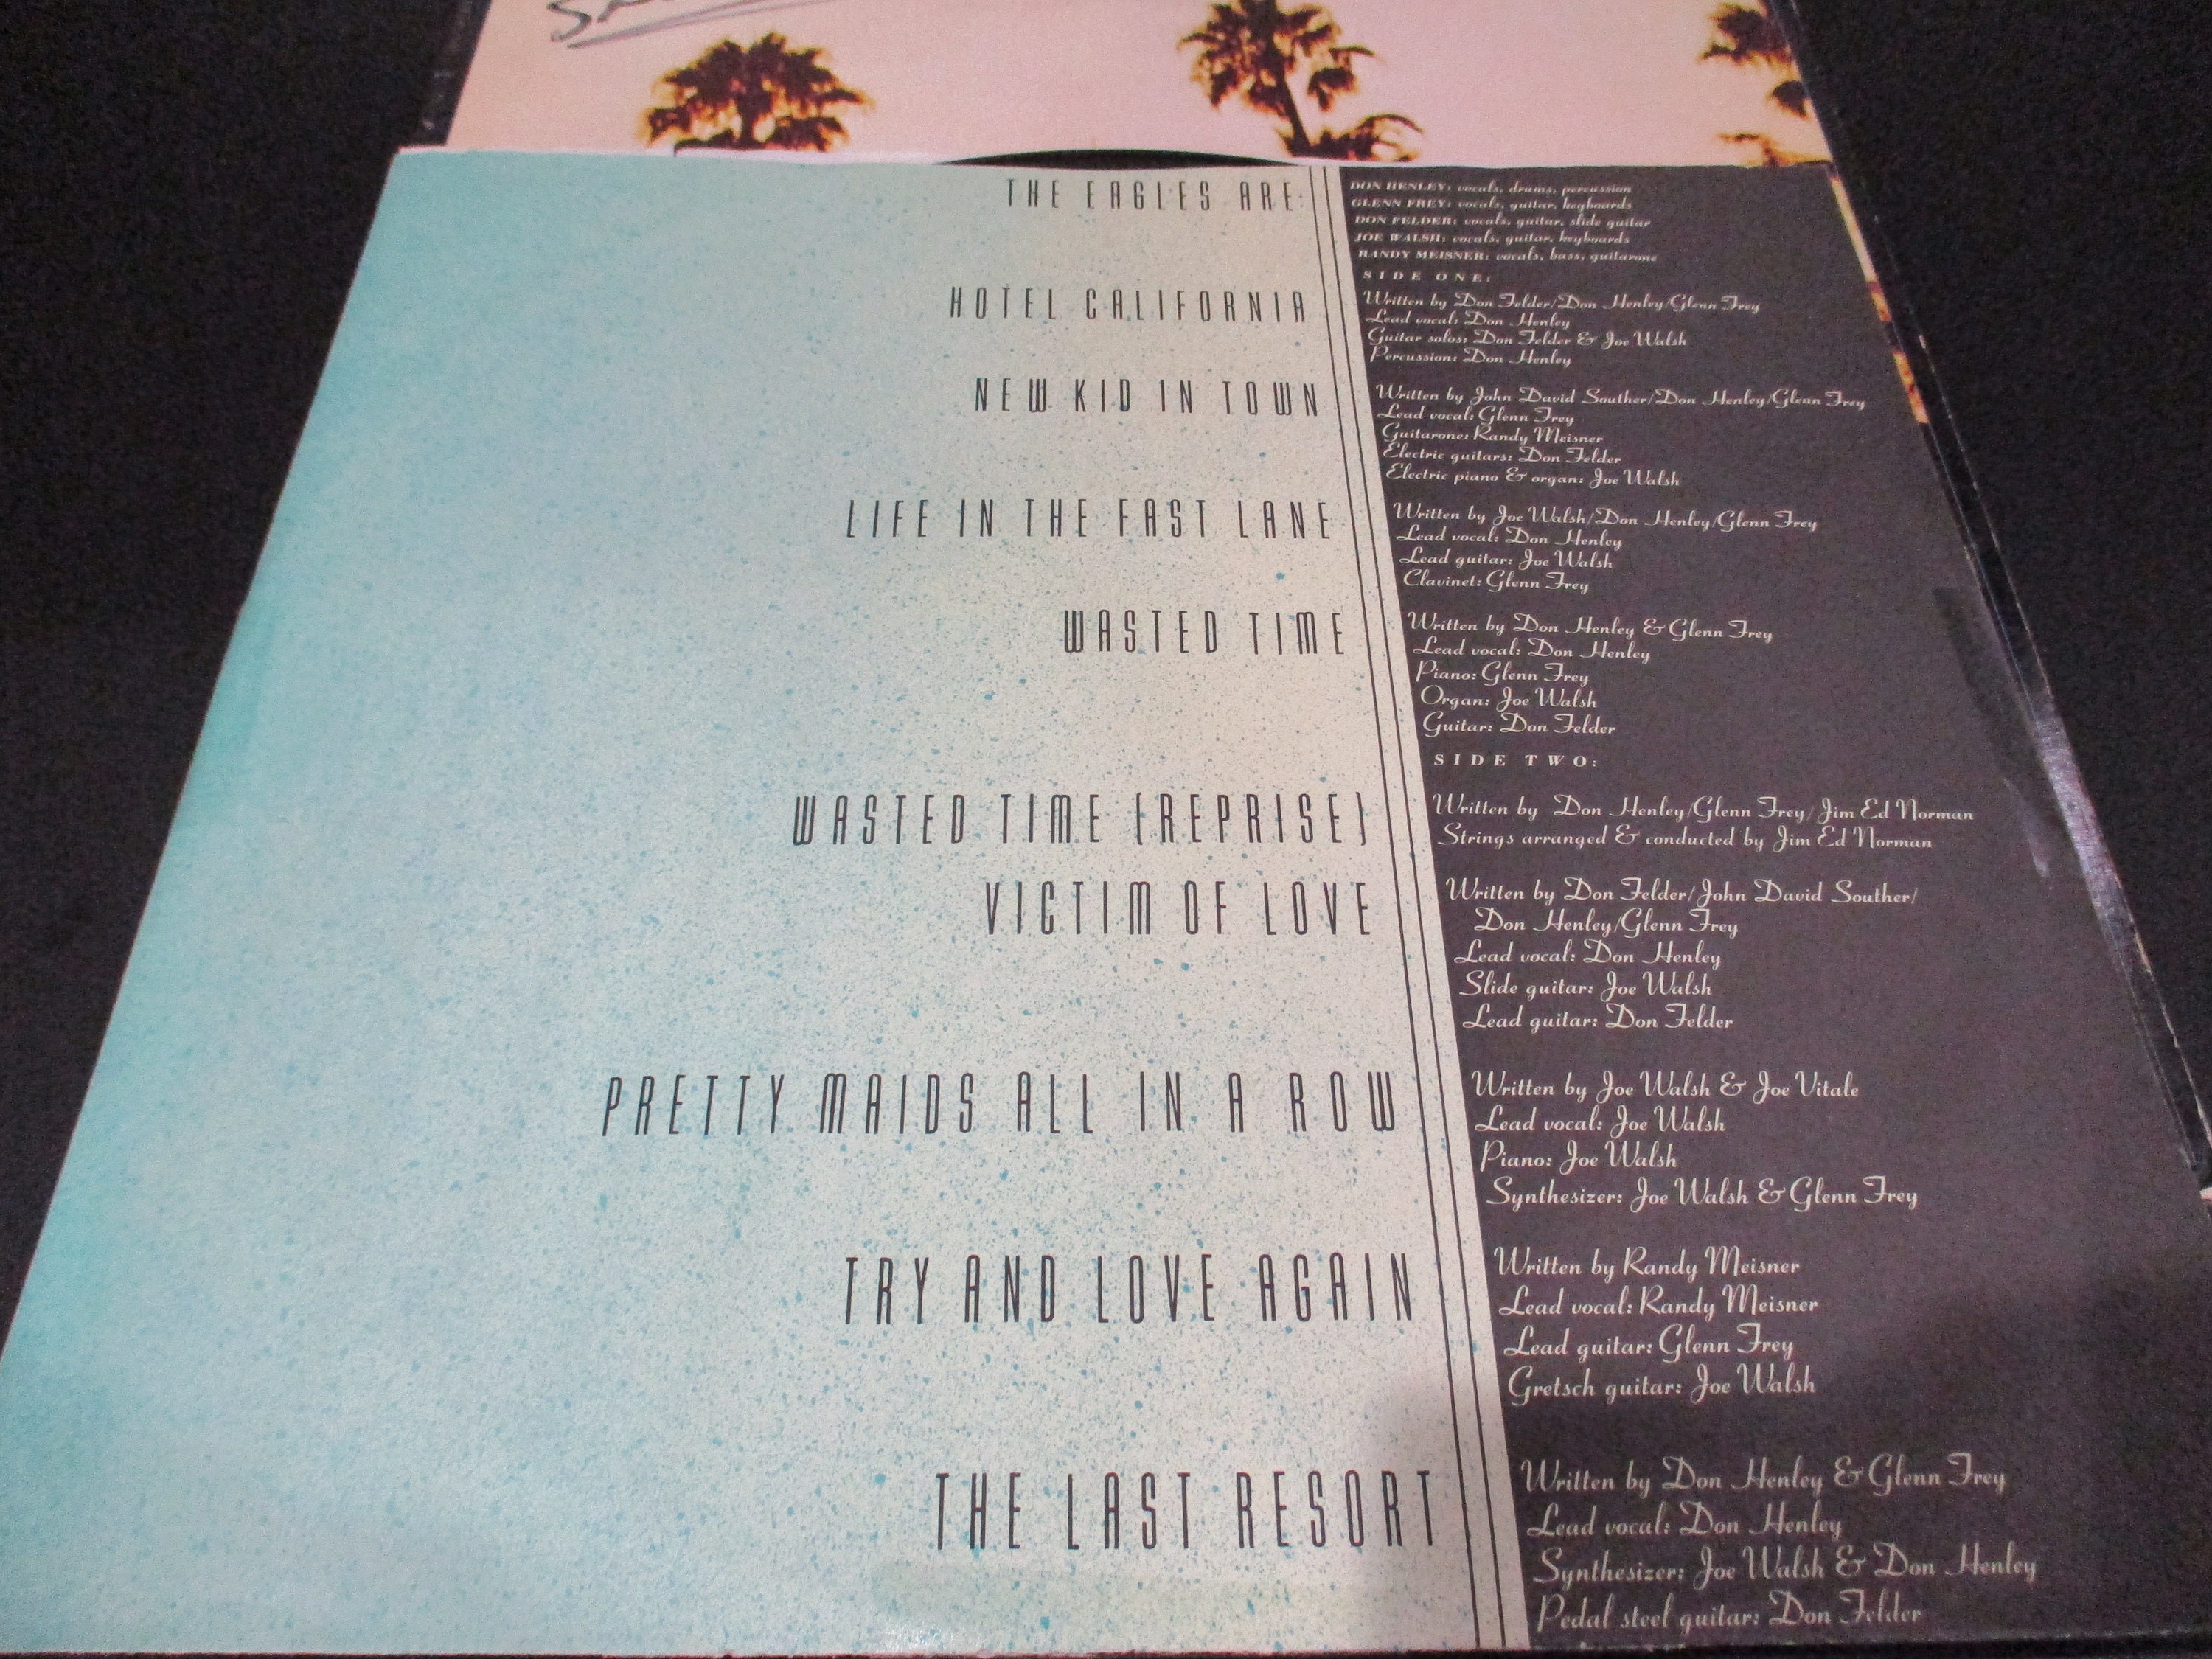 THE EAGLES ARE:
DON HENLEY: vocals, drums, percussion
GLENN FREY: vocals, guitar, keyboards
DON FELDER: vocals, guitar, slide guitar
JOE WALSH: vocals, guitar, keyboards
RANDY MEISNER: vocals, bass, guitarone
SIDE ONE:
HOTEL CALIFORNIA
Written by Don Felder/Don Henley/Glenn Frey
Lead vocal: Don Henley
Guitar solos: Don Felder & Joe Walsh
Percussion: Don Henley
NEW KID IN TOWN
Written by John David Souther/Don Henley/Glenn Frey
Lead vocal: Glenn Frey
Guitarone: Randy Meisner
Electric guitars: Don Felder
Electric piano & organ: Joe Walsh
LIFE IN THE FAST LANE
Written by Joe Walsh/Don Henley/Glenn Frey
Lead vocal: Don Henley
Lead guitar: Joe Walsh
Clavinet: Glenn Frey
WASTED TIME
Written by Don Henley & Glenn Frey
Lead vocal: Don Henley
Piano: Glenn Frey
Organ: Joe Walsh
Guitar: Don Felder
SIDE TWO:
WASTED TIME (REPRISE)
Written by Don Henley/Glenn Frey/Jim Ed Norman
Strings arranged & conducted by Jim Ed Norman
VICTIM OF LOVE
Written by Don Felder/John David Souther/
Don Henley/Glenn Frey
Lead vocal: Don Henley
Slide guitar: Joe Walsh
Lead guitar: Don Felder
PRETTY MAIDS ALL IN A ROW
Written by Joe Walsh & Joe Vitale
Lead vocal: Joe Walsh
Piano: Joe Walsh
Synthesizer: Joe Walsh & Glenn Frey
TRY AND LOVE AGAIN
Written by Randy Meisner
Lead vocal: Randy Meisner
Lead guitar: Glenn Frey
Gretsch guitar: Joe Walsh
THE LAST RESORT
Written by Don Henley & Glenn Frey
Lead vocal: Don Henley
Synthesizer: Joe Walsh & Don Henley
Pedal steel guitar: Don Felder